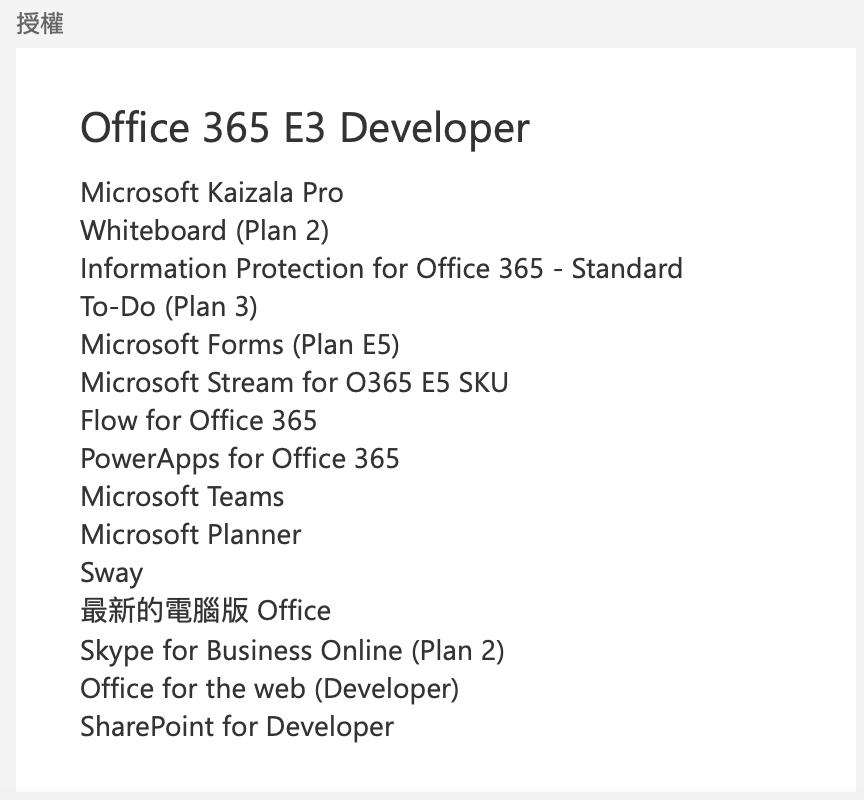 授權
Office 365 E3 Developer
Microsoft Kaizala Pro
Whiteboard (Plan 2)
Information Protection for Office 365 - Standard
To-Do (Plan 3)
Microsoft Forms (Plan E5)
Microsoft Stream for O365 E5 SKU
Flow for Office 365
PowerApps for Office 365
Microsoft Teams
Microsoft Planner
Sway
最新的電腦版 Office
Skype for Business Online (Plan 2)
Office for the web (Developer)
SharePoint for Developer